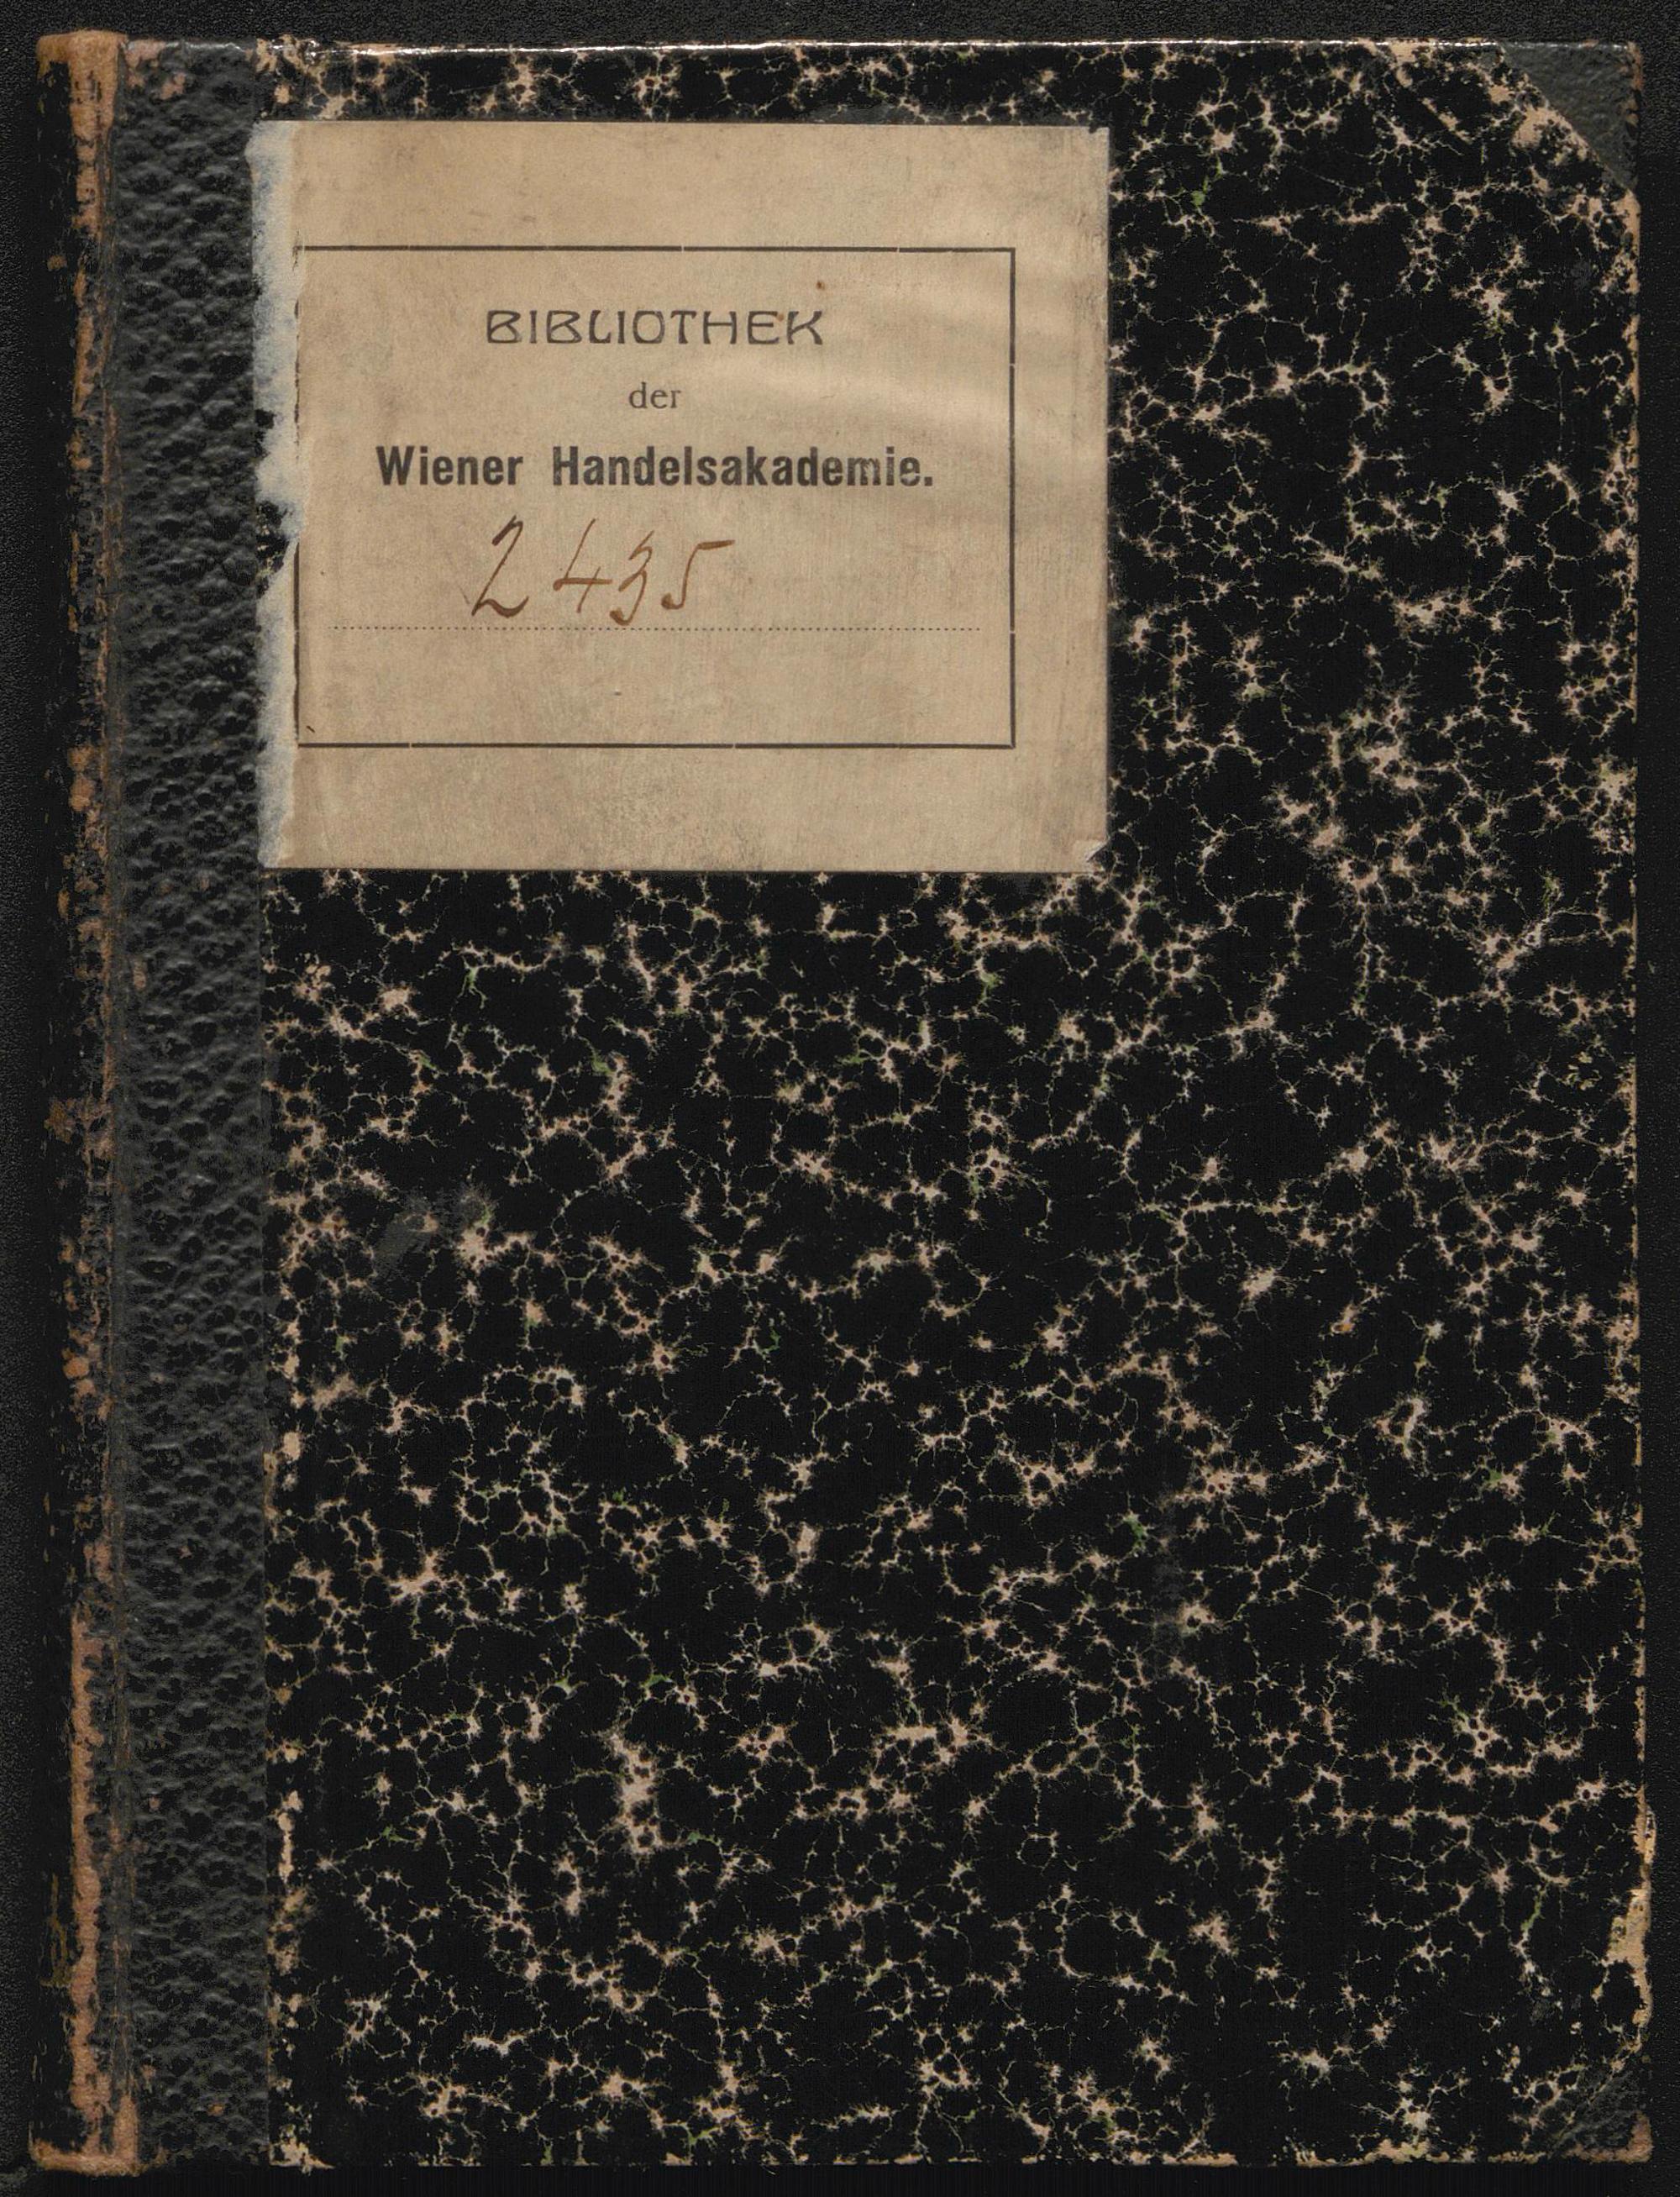 BIBLIOTHEK
der
Wiener Handelsakademie.
2435